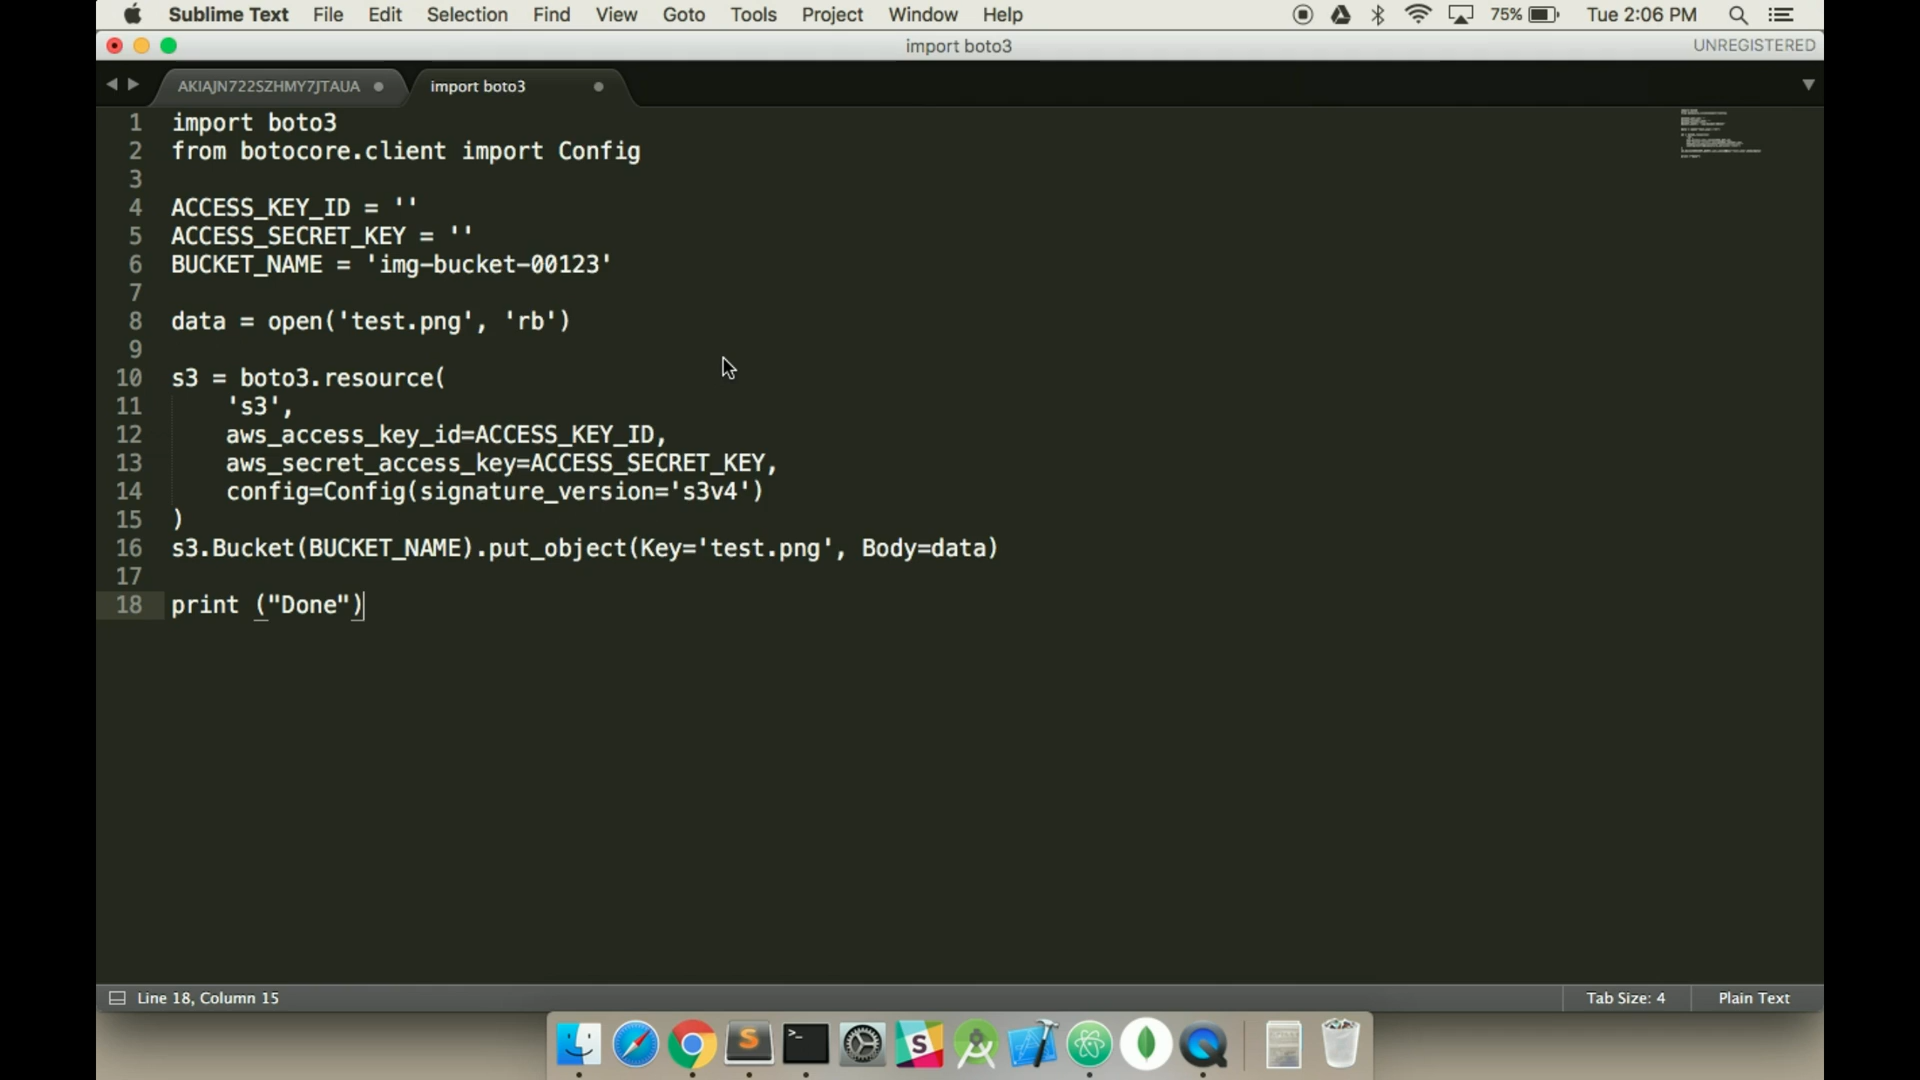 Sublime Text File Edit Selection Find View Goto Tools Project Window Help 75% Tue 2:06 PM
import boto3 UNREGISTERED
AKIAJN722SZHMY7JTAUA import boto3
1 import boto3
2 from botocore.client import Config
3
4 ACCESS_KEY_ID = ''
5 ACCESS_SECRET_KEY = ''
6 BUCKET_NAME = 'img-bucket-00123'
7
8 data = open('test.png', 'rb')
9
10 s3 = boto3.resource(
11 's3',
12 aws_access_key_id=ACCESS_KEY_ID,
13 aws_secret_access_key=ACCESS_SECRET_KEY,
14 config=Config(signature_version='s3v4')
15 )
16 s3.Bucket(BUCKET_NAME).put_object(Key='test.png', Body=data)
17
18 print ("Done")
Line 18, Column 15 Tab Size: 4 Plain Text